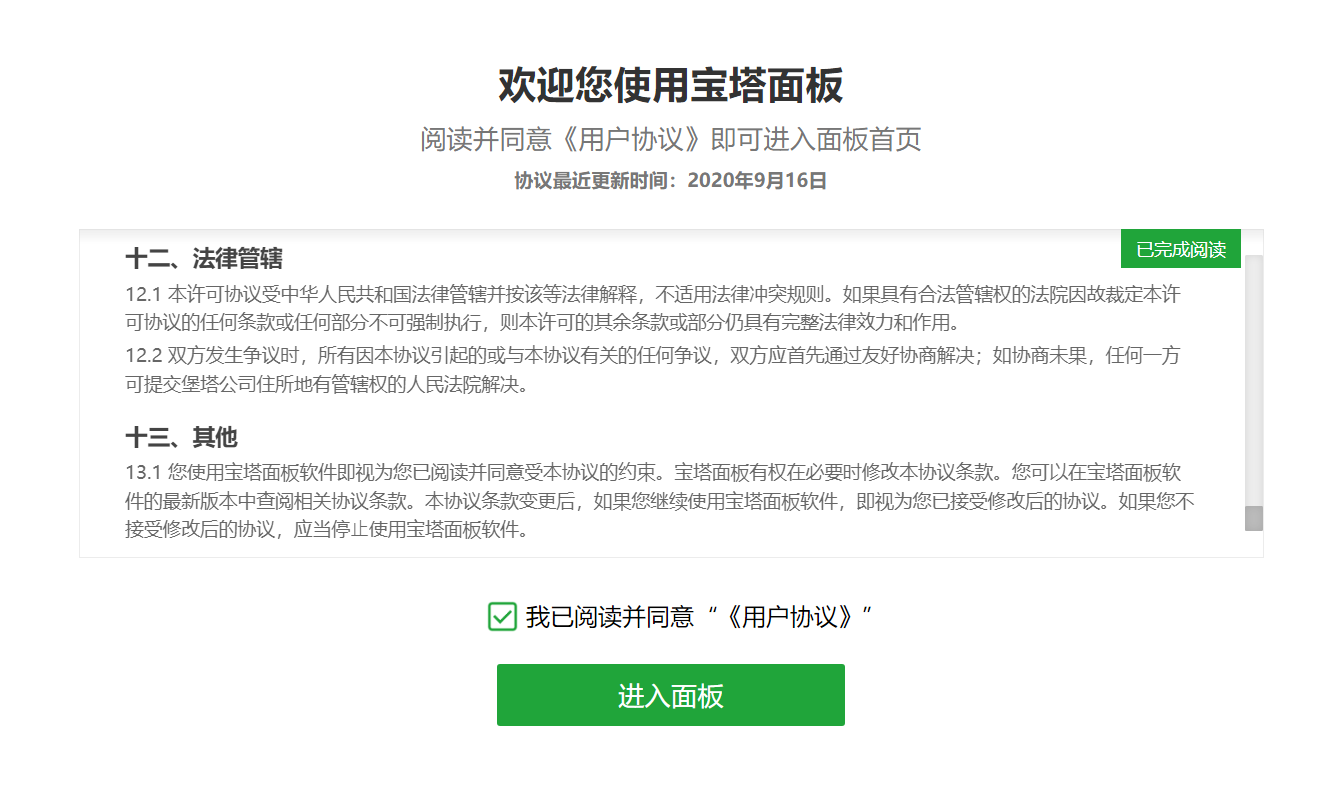 欢迎您使用宝塔面板
阅读并同意《用户协议》即可进入面板首页
协议最近更新时间：2020年9月16日
已完成阅读
十二、法律管辖
12.1 本许可协议受中华人民共和国法律管辖并按该等法律解释，不适用法律冲突规则。如果具有合法管辖权的法院因故裁定本许
可协议的任何条款或任何部分不可强制执行，则本许可的其余条款或部分仍具有完整法律效力和作用。
12.2 双方发生争议时，所有因本协议引起的或与本协议有关的任何争议，双方应首先通过友好协商解决；如协商未果，任何一方
可提交堡塔公司住所地有管辖权的人民法院解决。
十三、其他
13.1 您使用宝塔面板软件即视为您已阅读并同意受本协议的约束。宝塔面板有权在必要时修改本协议条款。您可以在宝塔面板软
件的最新版本中查阅相关协议条款。本协议条款变更后，如果您继续使用宝塔面板软件，即视为您已接受修改后的协议。如果您不
接受修改后的协议，应当停止使用宝塔面板软件。
我已阅读并同意“《用户协议》”
进入面板